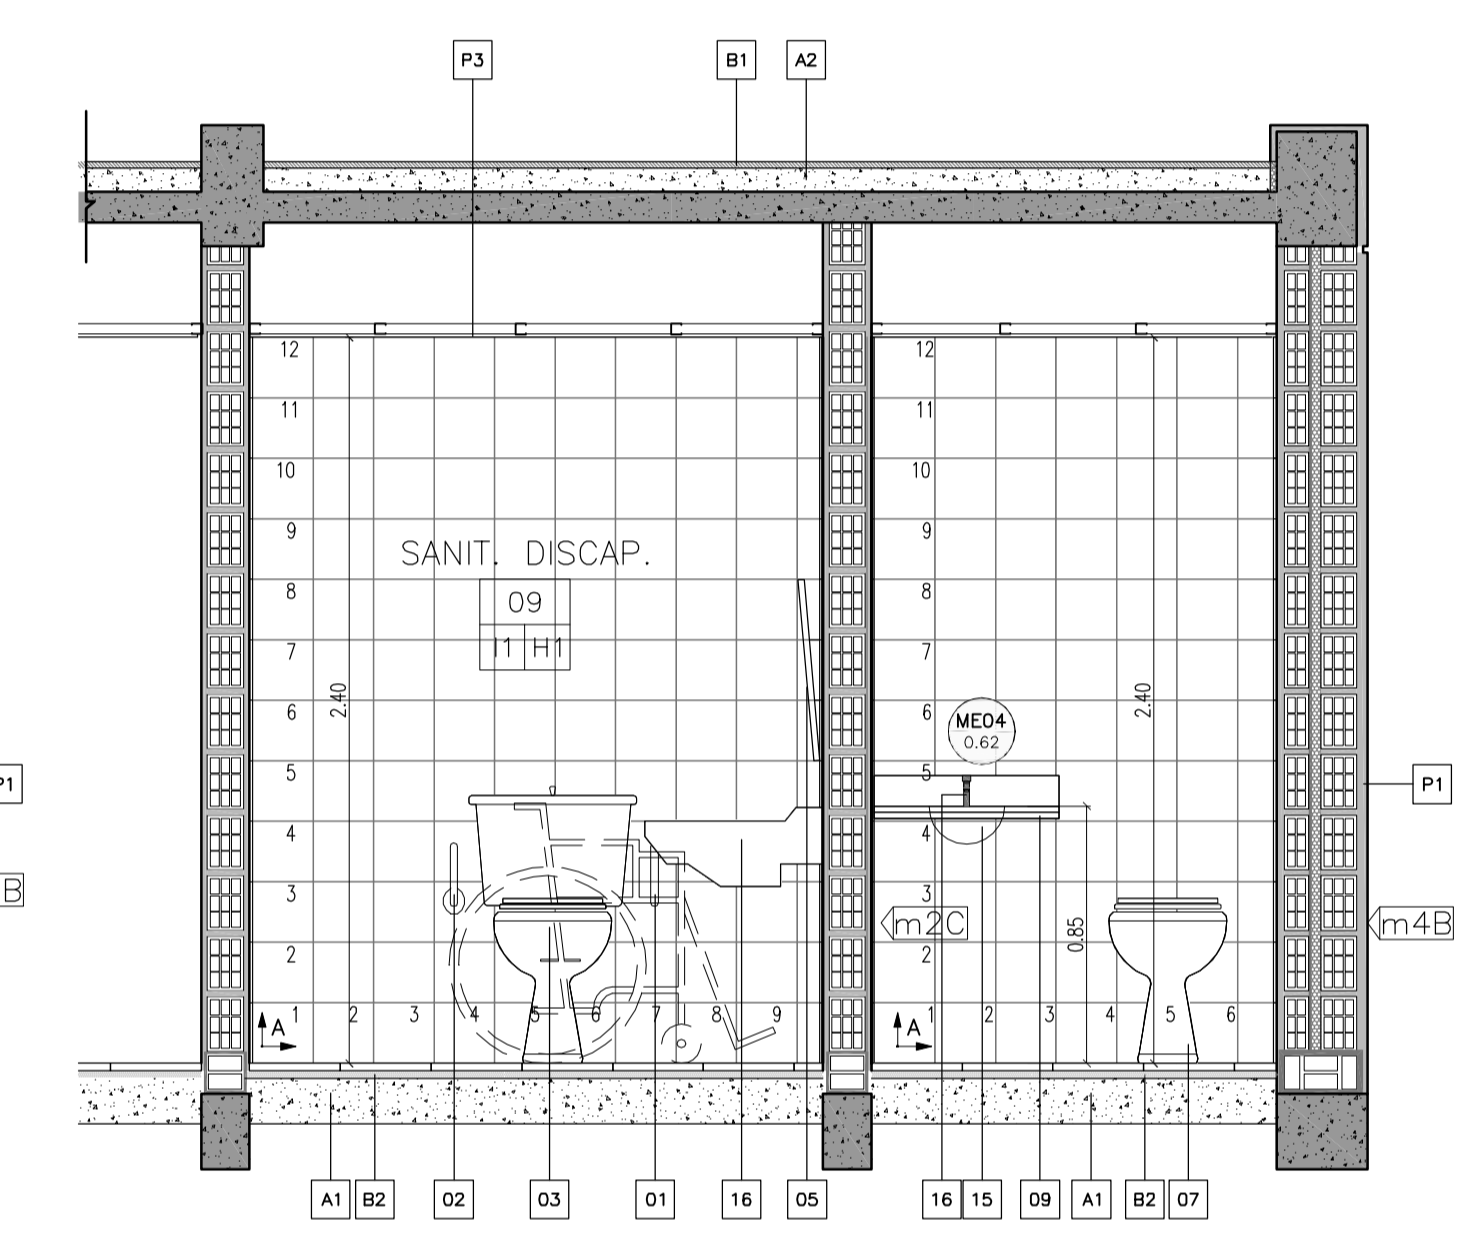 P3 B1 A2
12 12
11 11
10 10
9 9
SANIT. DISCAP.
8 8
09
I1 H1
7 7
2.40 2.40
6 6
ME04
0.62
5 5
P1 P1
4 4
3 3
B m2C m4B
0.85
2 2
1 2 3 4 5 6 7 8 9 1 2 3 4 5 6
A A
A1 B2 02 03 01 16 05 16 15 09 A1 B2 07